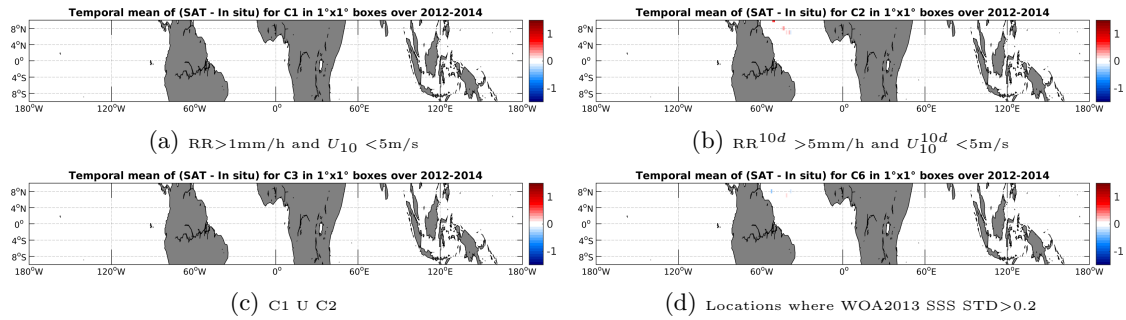 Temporal mean of (SAT - In situ) for C1 in 1°x1° boxes over 2012-2014
8°N
4°N
0°
4°S
8°S
180°W 120°W 60°W 0° 60°E 120°E 180°W
1
0
-1
(a) RR>1mm/h and U10 <5m/s
Temporal mean of (SAT - In situ) for C2 in 1°x1° boxes over 2012-2014
8°N
4°N
0°
4°S
8°S
180°W 120°W 60°W 0° 60°E 120°E 180°W
1
0
-1
(b) RR10d >5mm/h and U10 10d <5m/s
Temporal mean of (SAT - In situ) for C3 in 1°x1° boxes over 2012-2014
8°N
4°N
0°
4°S
8°S
180°W 120°W 60°W 0° 60°E 120°E 180°W
1
0
-1
(c) C1 U C2
Temporal mean of (SAT - In situ) for C6 in 1°x1° boxes over 2012-2014
8°N
4°N
0°
4°S
8°S
180°W 120°W 60°W 0° 60°E 120°E 180°W
1
0
-1
(d) Locations where WOA2013 SSS STD>0.2